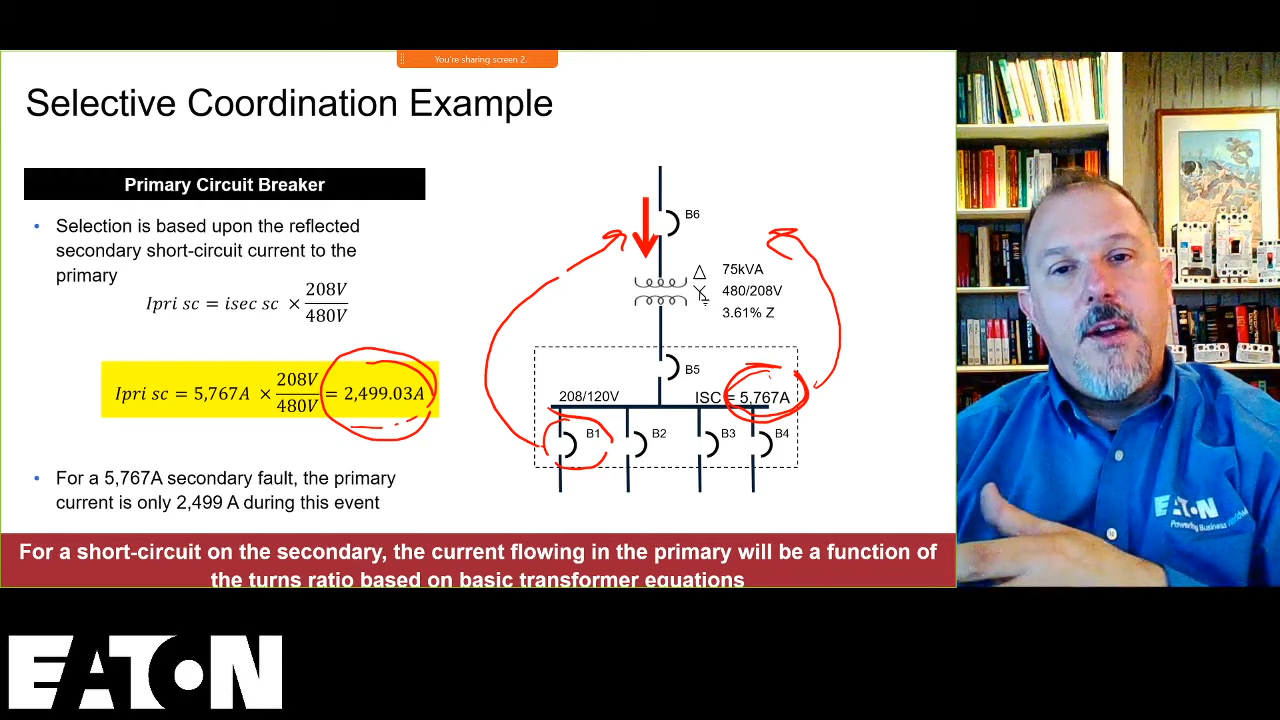 You're sharing screen 2.
Selective Coordination Example
Primary Circuit Breaker
• Selection is based upon the reflected
secondary short-circuit current to the
primary
Ipri sc = isec sc × 208V/480V
Ipri sc = 5,767A × 208V/480V = 2,499.03A
• For a 5,767A secondary fault, the primary
current is only 2,499 A during this event
B6
75kVA
480/208V
3.61% Z
B5
208/120V
ISC = 5,767A
B1
B2
B3
B4
For a short-circuit on the secondary, the current flowing in the primary will be a function of
the turns ratio based on basic transformer equations
EATON
Powering Business Worldwide
EATON